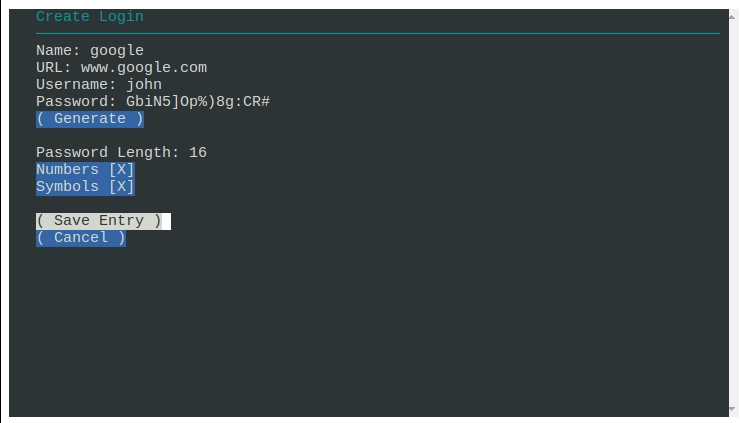 Create Login
Name: google
URL: www.google.com
Username: john
Password: GbiN5]Op%)8g:CR#
( Generate )
Password Length: 16
Numbers [X]
Symbols [X]
( Save Entry )
( Cancel )